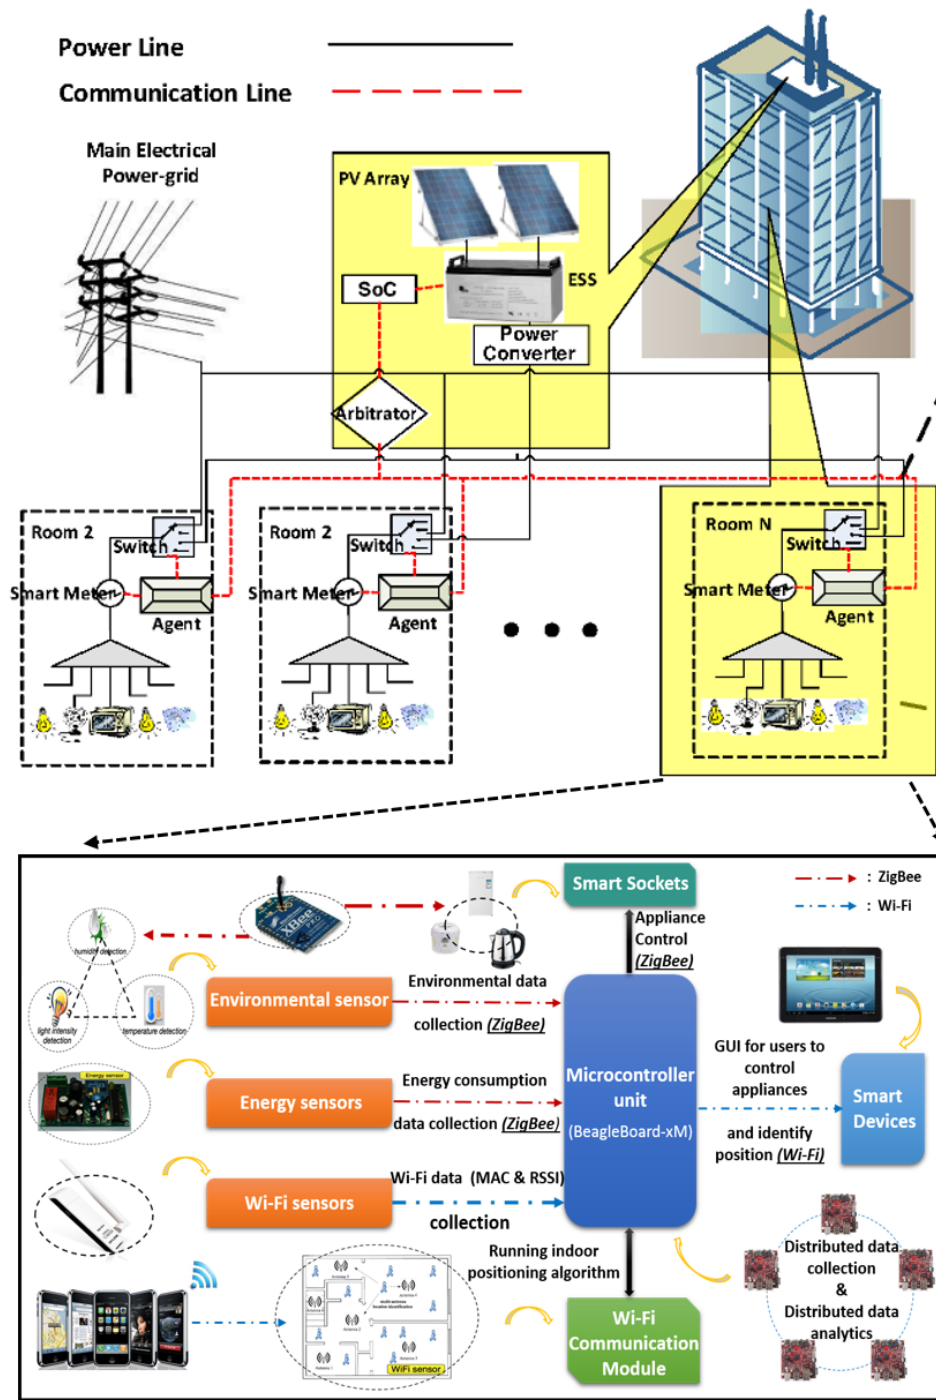 Power Line
Communication Line
Main Electrical
Power-grid
PV Array
ESS
SoC
Power
Converter
Arbitrator
Room 2
Switch
Smart Meter
Agent
Room 2
Switch
Smart Meter
Agent
Room N
Switch
Smart Meter
Agent
Smart Sockets
: ZigBee
: Wi-Fi
XBee
PRO
humidity detection
Appliance
Control
(ZigBee)
light intensity
detection
temperature detection
Environmental sensor
Environmental data
collection (ZigBee)
Energy sensor
Energy sensors
Energy consumption
data collection (ZigBee)
Microcontroller
unit
(BeagleBoard-xM)
GUI for users to
control
appliances
and identify
position (Wi-Fi)
Smart
Devices
Wi-Fi sensors
Wi-Fi data (MAC & RSSI)
collection
Running indoor
positioning algorithm
Distributed data
collection
&
Distributed data
analytics
WiFi sensor
Wi-Fi
Communication
Module